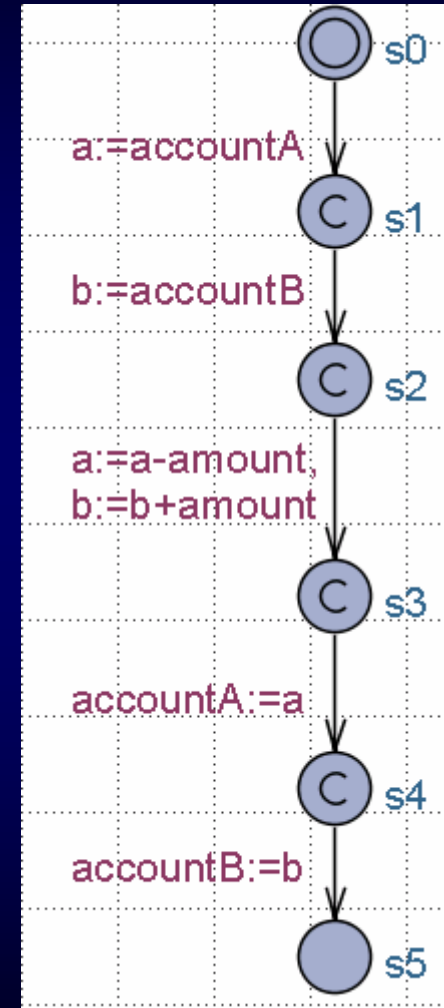 s0
a:=accountA
C
s1
b:=accountB
C
s2
a:=a-amount,
b:=b+amount
C
s3
accountA:=a
C
s4
accountB:=b
s5